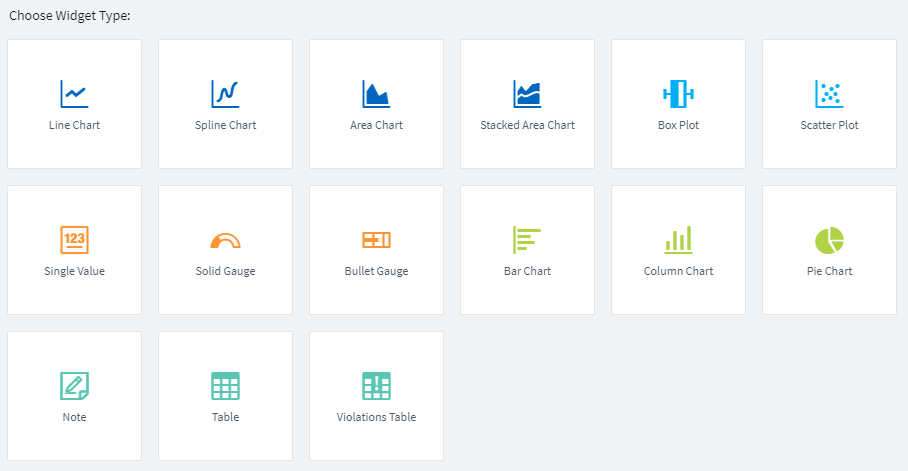 Choose Widget Type:
Line Chart
Spline Chart
Area Chart
Stacked Area Chart
Box Plot
Scatter Plot
123
Single Value
Solid Gauge
Bullet Gauge
Bar Chart
Column Chart
Pie Chart
Note
Table
Violations Table